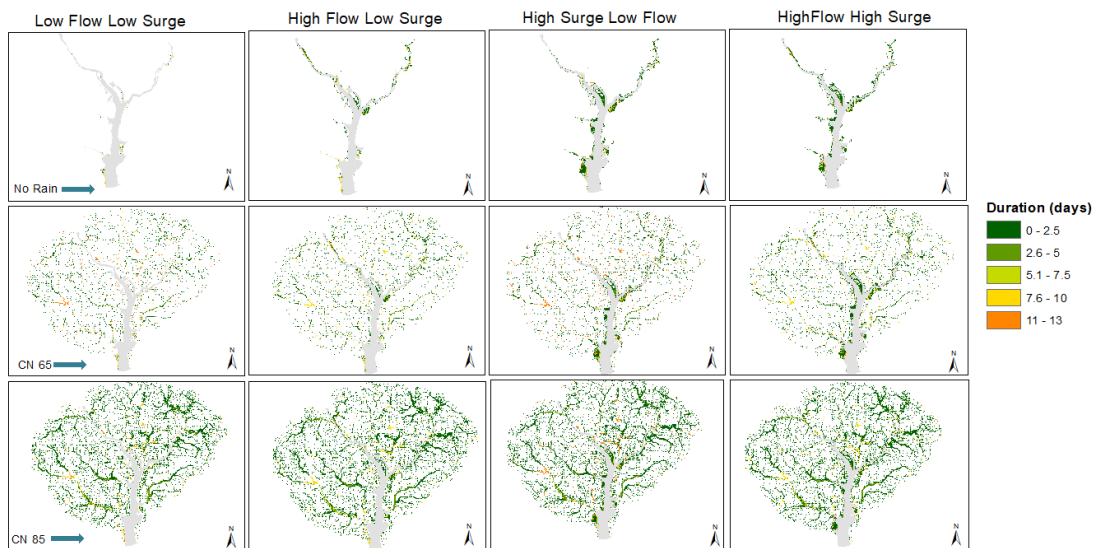 Low Flow Low Surge
High Flow Low Surge
High Surge Low Flow
HighFlow High Surge
No Rain
N
N
N
N
Duration (days)
0 - 2.5
2.6 - 5
5.1 - 7.5
7.6 - 10
11 - 13
CN 65
N
N
N
N
CN 85
N
N
N
N